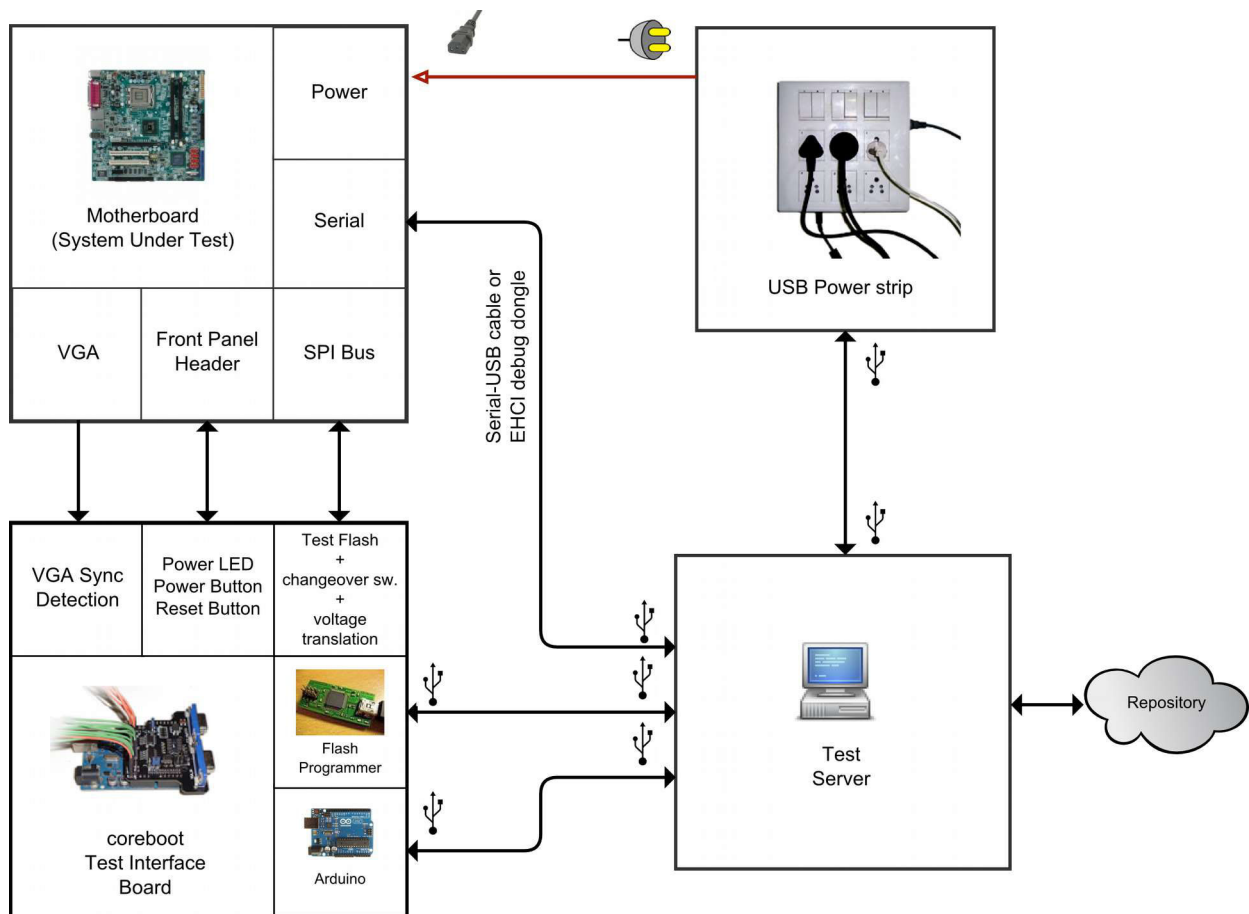 Power
Motherboard
(System Under Test)
Serial
VGA
Front Panel
Header
SPI Bus
Serial-USB cable or
EHCI debug dongle
USB Power strip
VGA Sync
Detection
Power LED
Power Button
Reset Button
Test Flash
+
changeover sw.
+
voltage
translation
Flash
Programmer
coreboot
Test Interface
Board
Arduino
Test
Server
Repository